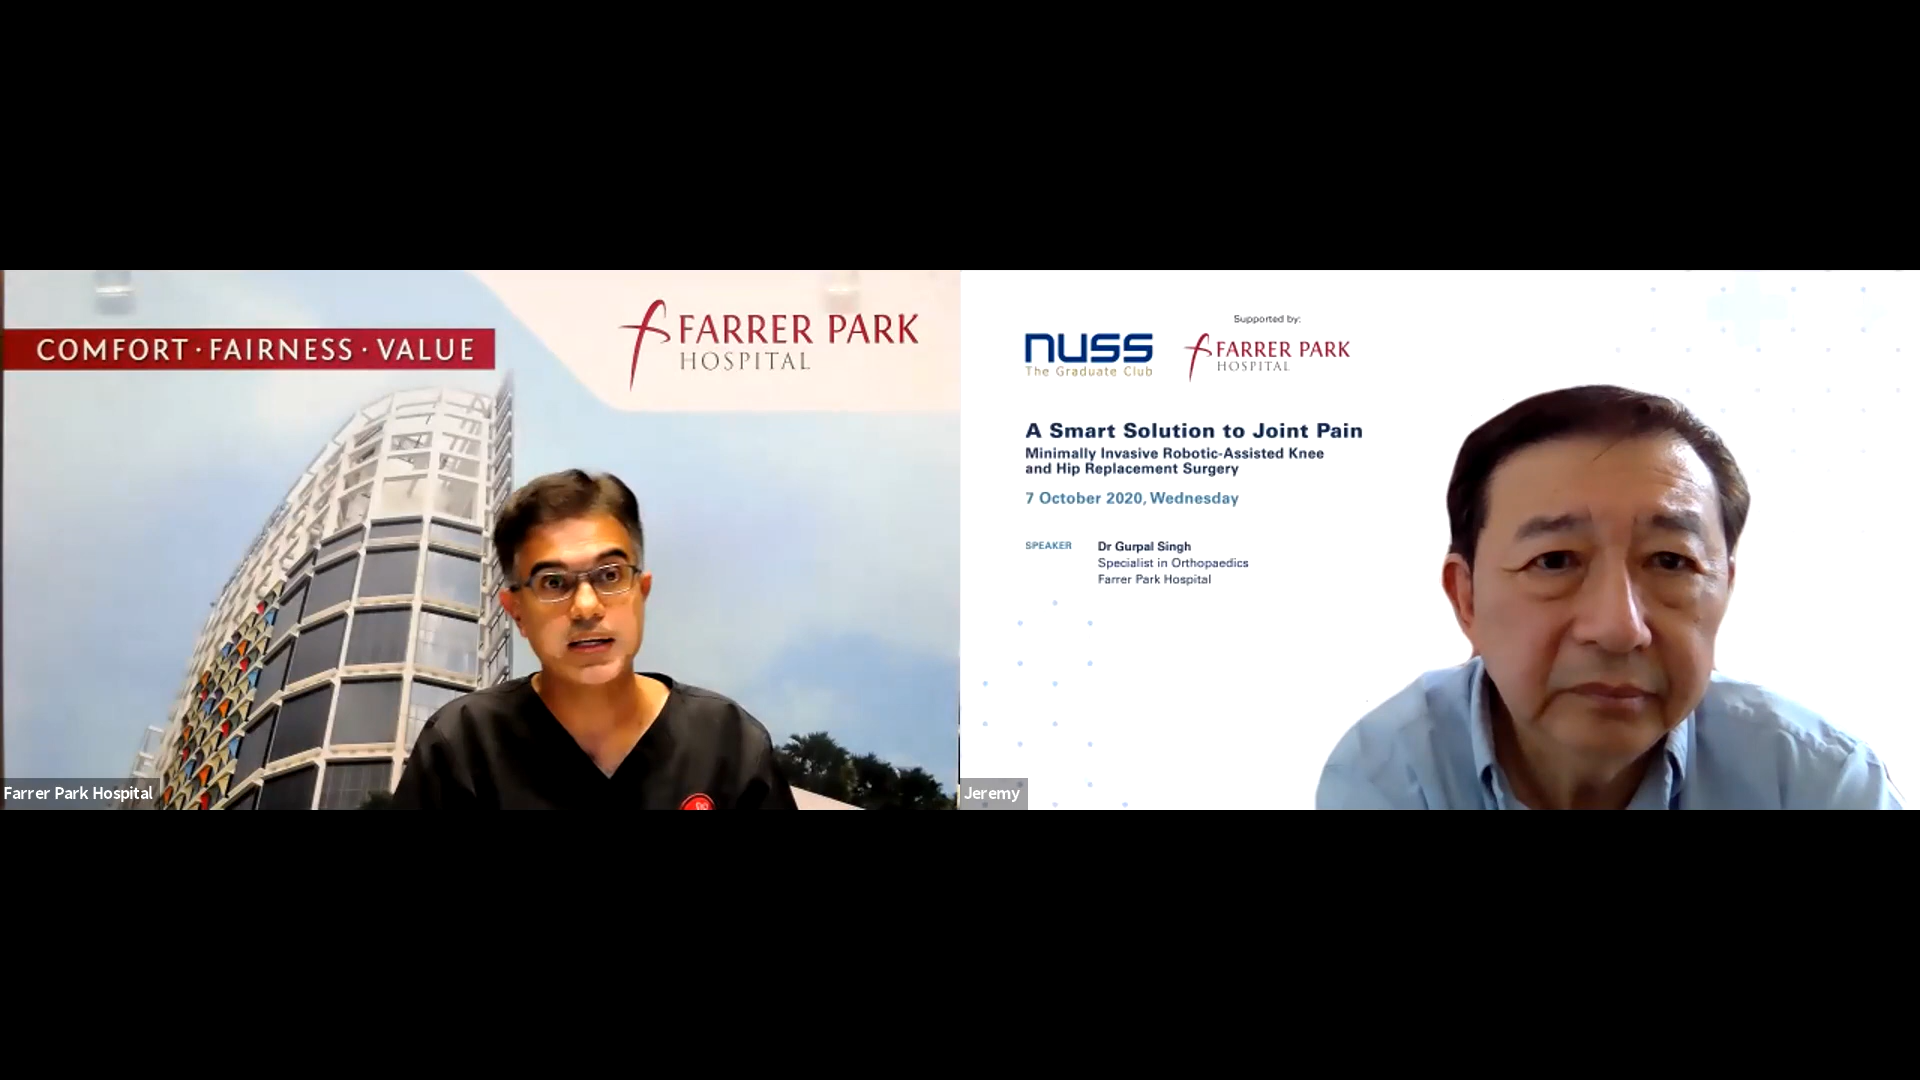 COMFORT · FAIRNESS · VALUE
FARRER PARK
HOSPITAL
Farrer Park Hospital
Supported by:
nuss
The Graduate Club
FARRER PARK
HOSPITAL
A Smart Solution to Joint Pain
Minimally Invasive Robotic-Assisted Knee
and Hip Replacement Surgery
7 October 2020, Wednesday
SPEAKER Dr Gurpal Singh
Specialist in Orthopaedics
Farrer Park Hospital
Jeremy